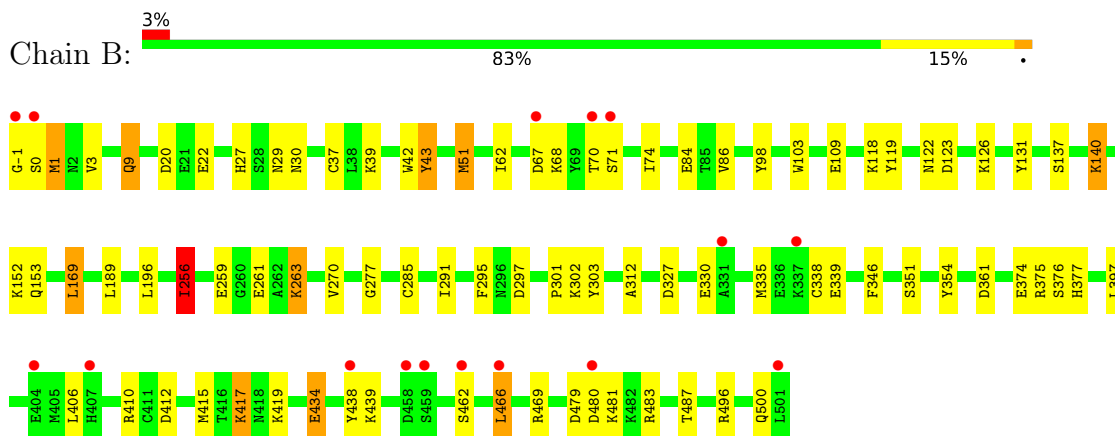 3%
Chain B:
83% 15% •
G-1 S0 M1 N2 V3 Q9 D20 E21 E22 H27 S28 N29 N30 C37 L38 K39 W42 Y43 M51 I62 D67 K68 Y69 T70 S71 I74 E84 T85 V86 Y98 W103 E109 K118 Y119 N122 D123 K126 Y131 S137 K140
K152 Q153 L169 L189 L196 I256 E259 G260 E261 A262 K263 V270 G277 C285 I291 F295 N296 D297 P301 K302 Y303 A312 D327 E330 A331 M335 E336 K337 C338 E339 F346 S351 Y354 D361 E374 R375 S376 H377 L397
E404 M405 L406 H407 R410 C411 D412 M415 T416 K417 N418 K419 E434 Y438 K439 D458 S459 S462 L466 R469 D479 D480 K481 K482 R483 T487 R496 Q500 L501